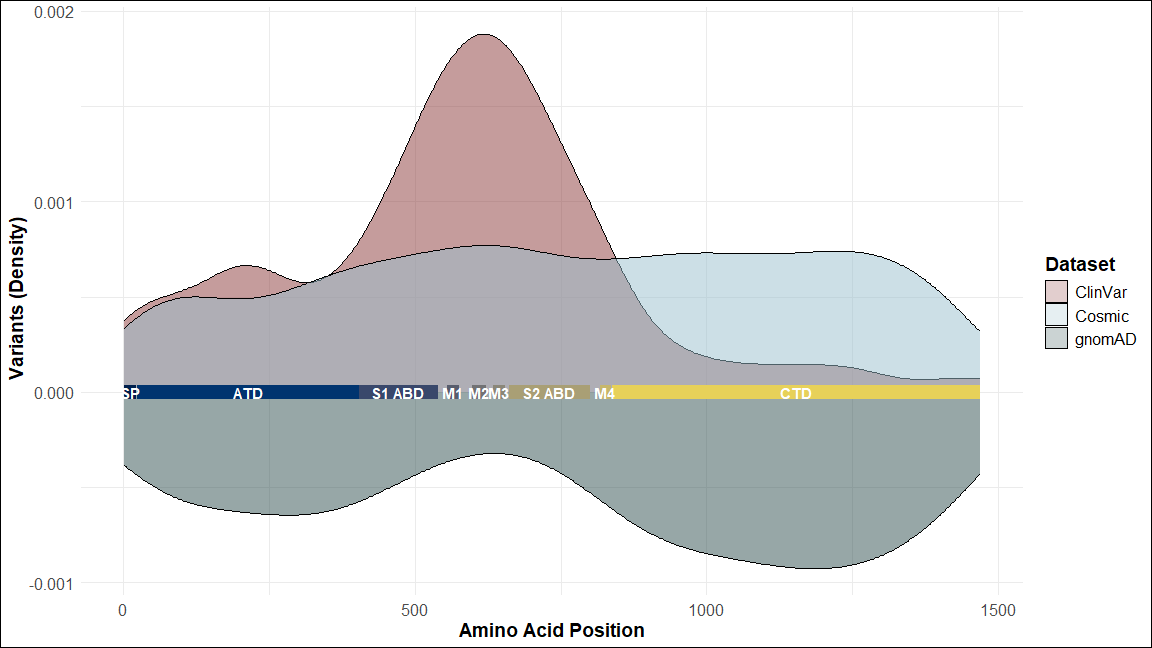 0.002
0.001
0.000
-0.001
Variants (Density)
SP
ATD
S1 ABD
M1
M2
M3
S2 ABD
M4
CTD
0
500
1000
1500
Amino Acid Position
Dataset
ClinVar
Cosmic
gnomAD